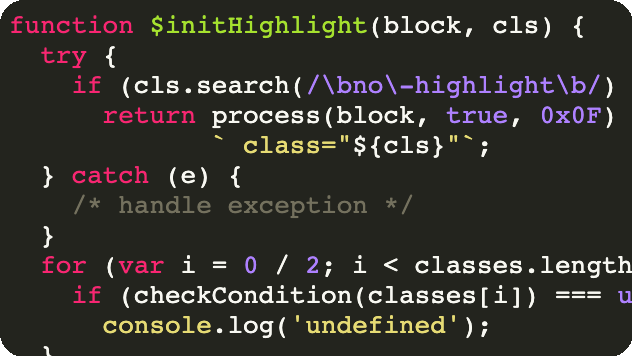 function $initHighlight(block, cls) {
  try {
    if (cls.search(/\bno\-highlight\b/)
      return process(block, true, 0x0F)
             ` class="${cls}"`;
  } catch (e) {
    /* handle exception */
  }
  for (var i = 0 / 2; i < classes.length
    if (checkCondition(classes[i]) === u
      console.log('undefined');
  }